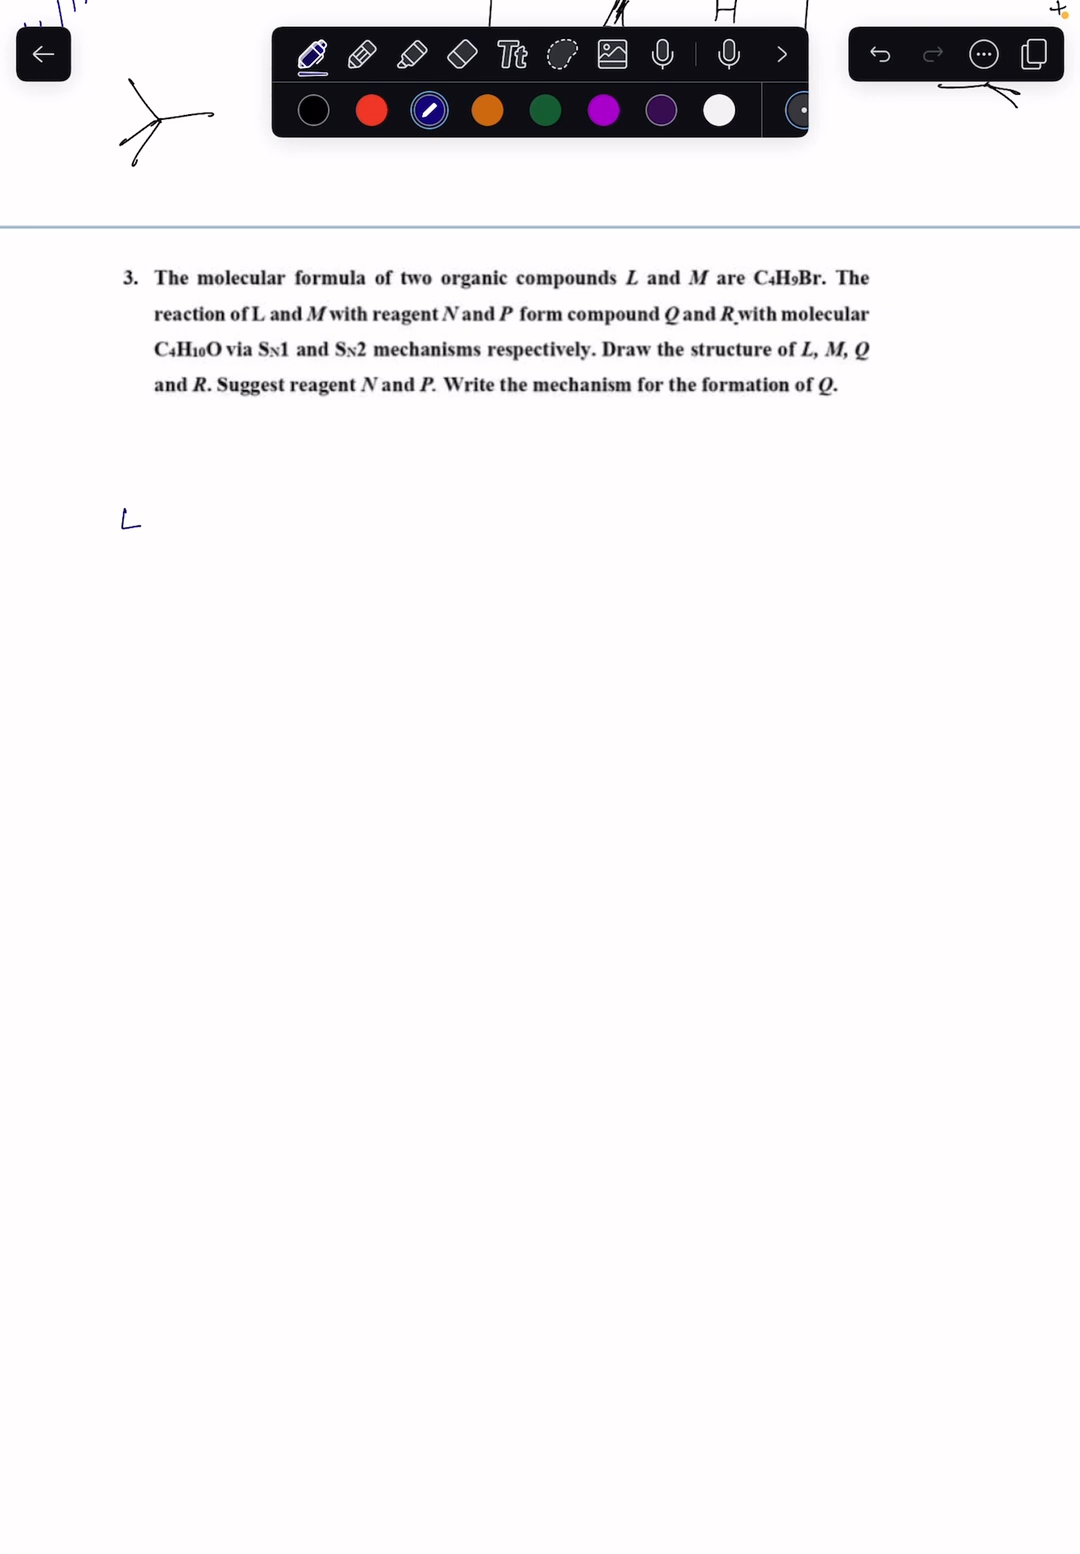 H
Tt
3. The molecular formula of two organic compounds L and M are C₄H₉Br. The
reaction of L and M with reagent N and P form compound Q and R with molecular
C₄H₁₀O via SN1 and SN2 mechanisms respectively. Draw the structure of L, M, Q
and R. Suggest reagent N and P. Write the mechanism for the formation of Q.
L